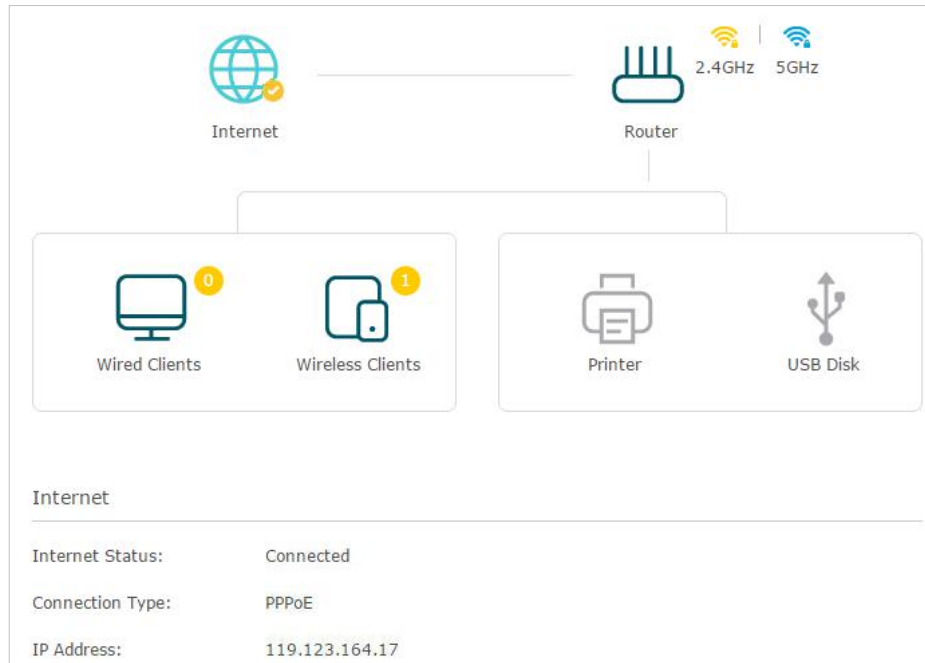 2.4GHz 5GHz
Internet Router
0 1
Wired Clients Wireless Clients Printer USB Disk
Internet
Internet Status: Connected
Connection Type: PPPoE
IP Address: 119.123.164.17